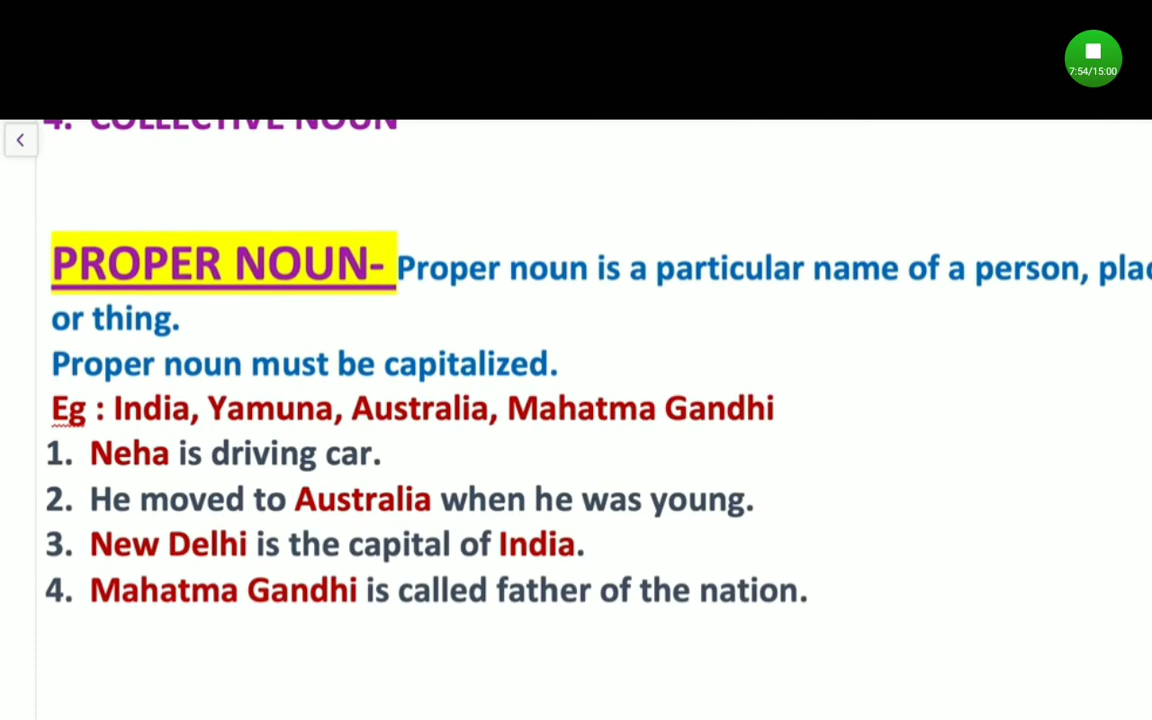 7:54/15:00
4. COLLECTIVE NOUN
PROPER NOUN- Proper noun is a particular name of a person,
or thing.
Proper noun must be capitalized.
Eg : India, Yamuna, Australia, Mahatma Gandhi
1. Neha is driving car.
2. He moved to Australia when he was young.
3. New Delhi is the capital of India.
4. Mahatma Gandhi is called father of the nation.